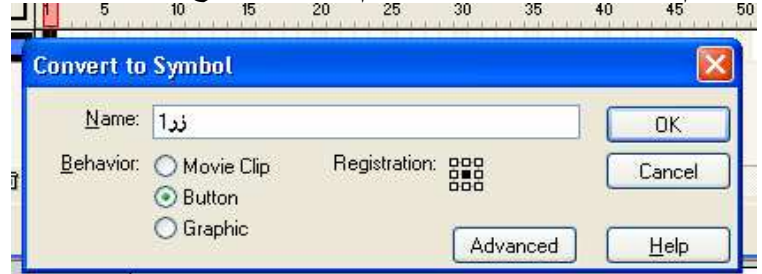 1 5 10 15 20 25 30 35 40 45 50
Convert to Symbol
Name: زر1 OK
Behavior: Movie Clip Registration: Cancel
Button
Graphic Advanced Help